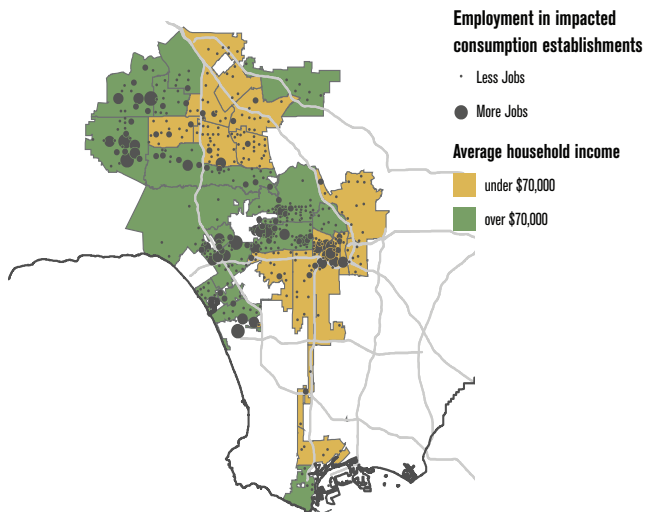 Employment in impacted
consumption establishments
Less Jobs
More Jobs
Average household income
under $70,000
over $70,000